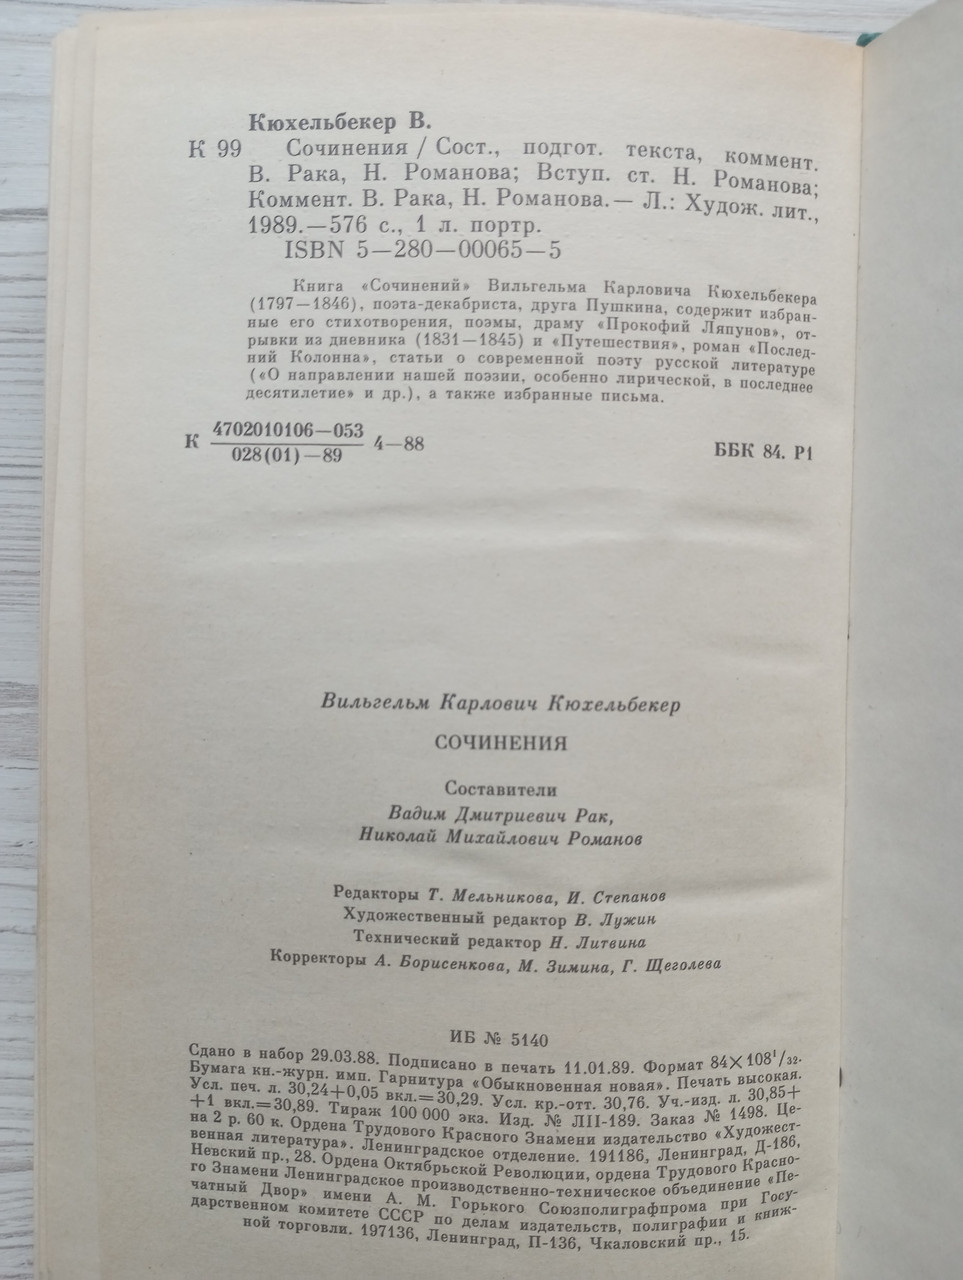 Кюхельбекер В.
К 99 Сочинения / Сост., подгот. текста, коммент.
В. Рака, Н. Романова; Вступ. ст. Н. Романова;
Коммент. В. Рака, Н. Романова.— Л.: Худож. лит.,
1989.—576 с., 1 л. портр.
ISBN 5—280—00065—5
Книга «Сочинений» Вильгельма Карловича Кюхельбекера
(1797—1846), поэта-декабриста, друга Пушкина, содержит избран-
ные его стихотворения, поэмы, драму «Прокофий Ляпунов», от-
рывки из дневника (1831—1845) и «Путешествия», роман «Послед-
ний Колонна», статьи о современной поэту русской литературе
(«О направлении нашей поэзии, особенно лирической, в последнее
десятилетие» и др.), а также избранные письма.
К 4702010106—053 4—88
028(01)—89
ББК 84. Р1
Вильгельм Карлович Кюхельбекер
СОЧИНЕНИЯ
Составители
Вадим Дмитриевич Рак,
Николай Михайлович Романов
Редакторы Т. Мельникова, И. Степанов
Художественный редактор В. Лужин
Технический редактор Н. Литвина
Корректоры А. Борисенкова, М. Зимина, Г. Щеголева
ИБ № 5140
Сдано в набор 29.03.88. Подписано в печать 11.01.89. Формат 84×108¹/₃₂.
Бумага кн.-журн. имп. Гарнитура «Обыкновенная новая». Печать высокая.
Усл. печ. л. 30,24+0,05 вкл.=30,29. Усл. кр.-отт. 30,76. Уч.-изд. л. 30,85+
+1 вкл.=30,89. Тираж 100 000 экз. Изд. № ЛII-189. Заказ № 1498. Це-
на 2 р. 60 к. Ордена Трудового Красного Знамени издательство «Художест-
венная литература». Ленинградское отделение. 191186, Ленинград, Д-186,
Невский пр., 28. Ордена Октябрьской Революции, ордена Трудового Красно-
го Знамени Ленинградское производственно-техническое объединение «Пе-
чатный Двор» имени А. М. Горького Союзполиграфпрома при Госу-
дарственном комитете СССР по делам издательств, полиграфии и книж-
ной торговли. 197136, Ленинград, П-136, Чкаловский пр., 15.